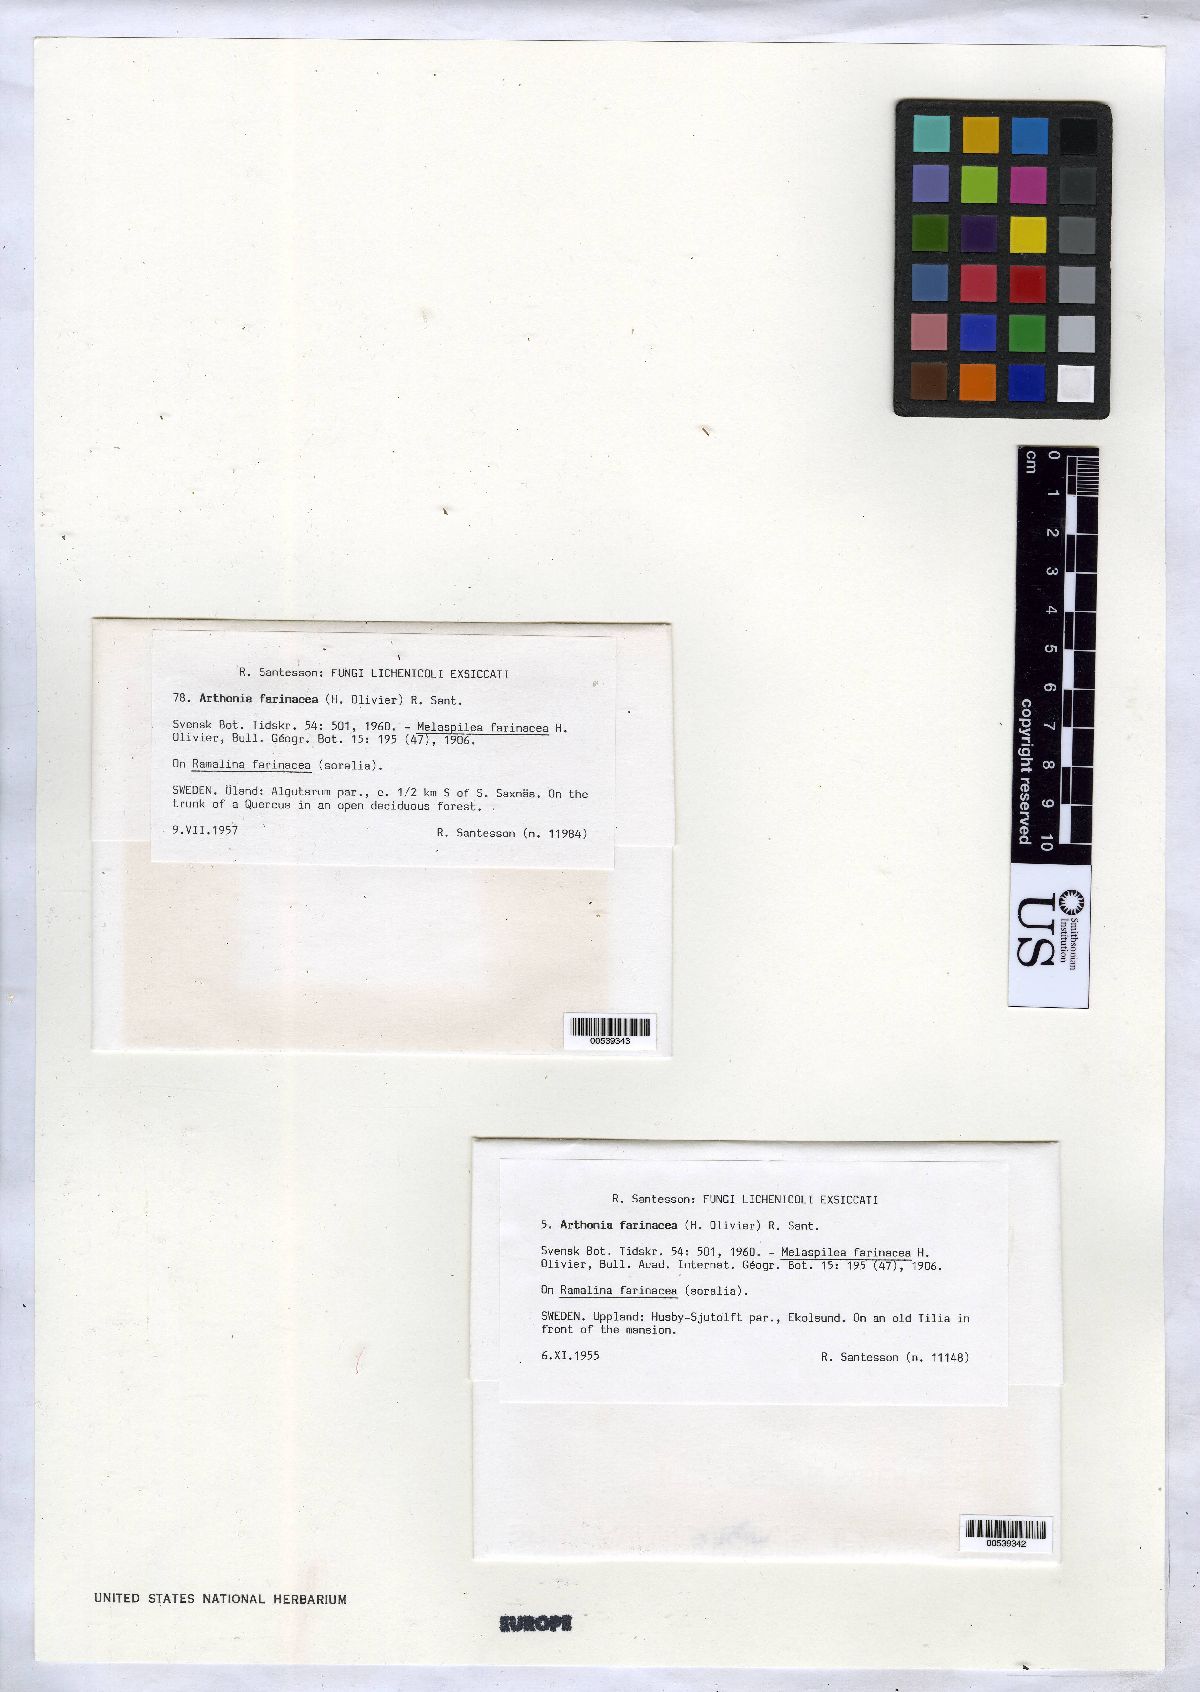 0 1 2 3 4 5 6 7 8 9 10
cm
copyright reserved
Smithsonian
Institution
US
R. Santesson: FUNGI LICHENICOLI EXSICCATI
78. Arthonia farinacea (H. Olivier) R. Sant.
Svensk Bot. Tidskr. 54: 501, 1960. - Melaspilea farinacea H.
Olivier, Bull. Géogr. Bot. 15: 195 (47), 1906.
On Ramalina farinacea (soralia).
SWEDEN. Öland: Algutsrum par., c. 1/2 km S of S. Saxnäs. On the
trunk of a Quercus in an open deciduous forest.
9.VII.1957 R. Santesson (n. 11984)
00539343
R. Santesson: FUNGI LICHENICOLI EXSICCATI
5. Arthonia farinacea (H. Olivier) R. Sant.
Svensk Bot. Tidskr. 54: 501, 1960. - Melaspilea farinacea H.
Olivier, Bull. Acad. Internat. Géogr. Bot. 15: 195 (47), 1906.
On Ramalina farinacea (soralia).
SWEDEN. Uppland: Husby-Sjutolft par., Ekolsund. On an old Tilia in
front of the mansion.
6.XI.1955 R. Santesson (n. 11148)
00539342
UNITED STATES NATIONAL HERBARIUM
EUROPE